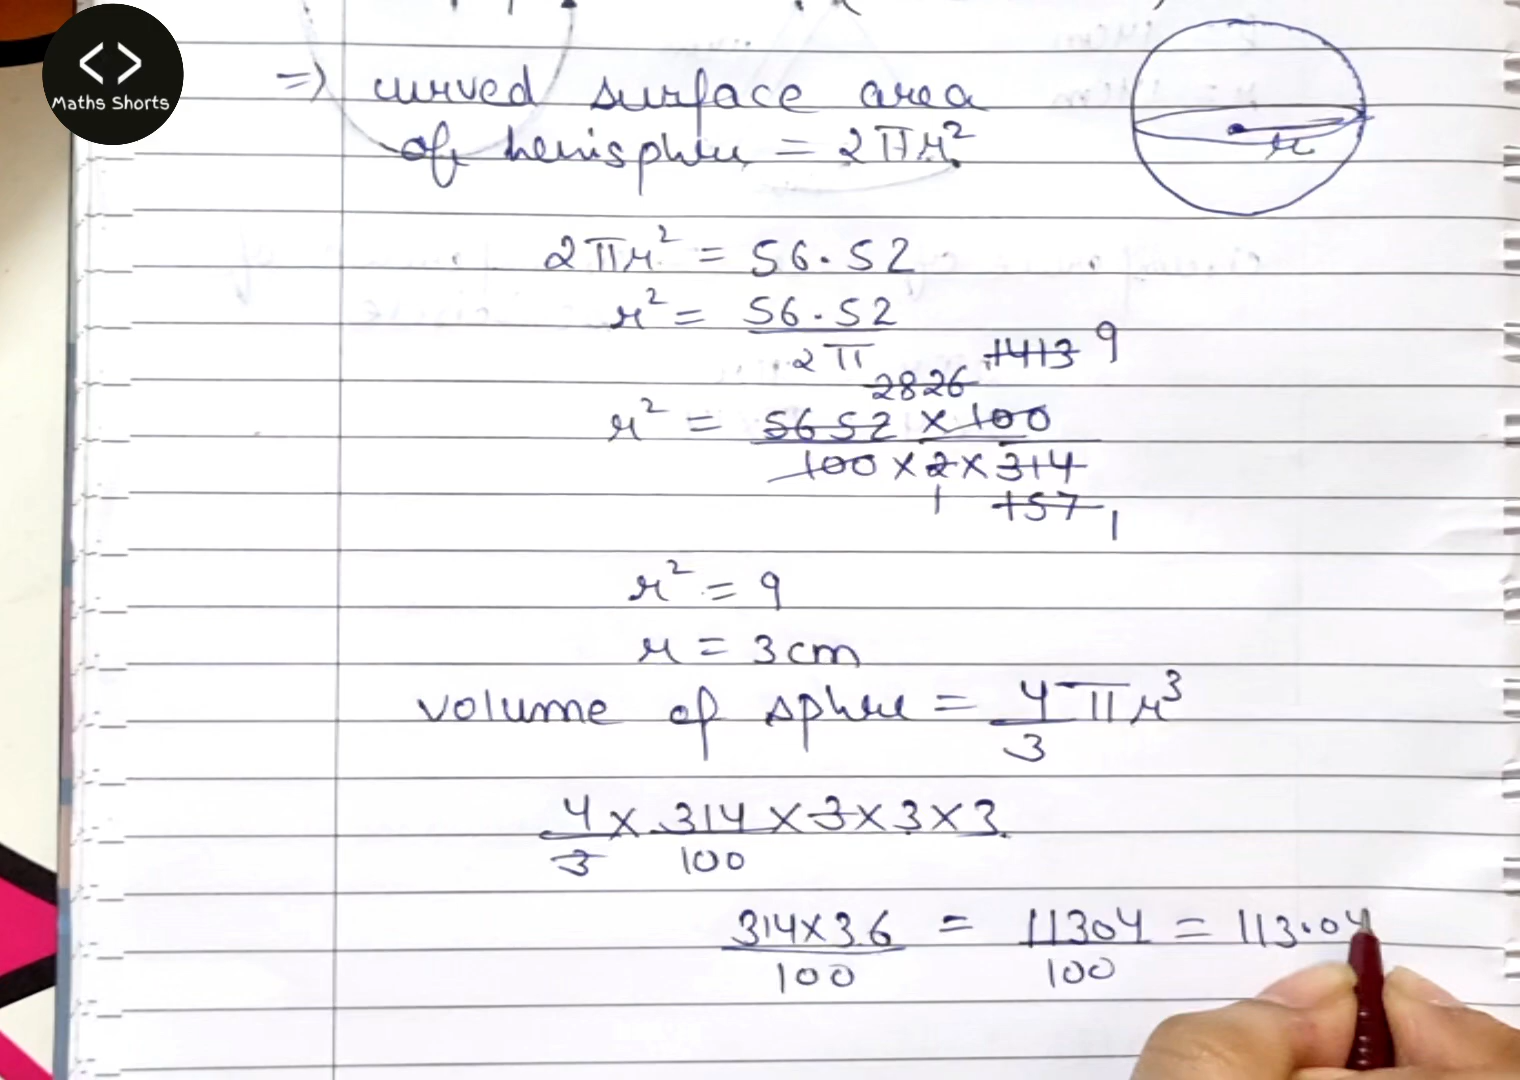 <>
Maths Shorts
=> curved surface area
of hemisphere = 2πr²
r
2πr² = 56.52
r² = 56.52
2π
1413 9
2826
r² = 5652 × 100
100 × 2 × 314
1 157 1
r² = 9
r = 3cm
volume of sphere = 4πr³
3
4 × 314 × 3 × 3 × 3
3 100
314×36 = 11304 = 113.04
100 100